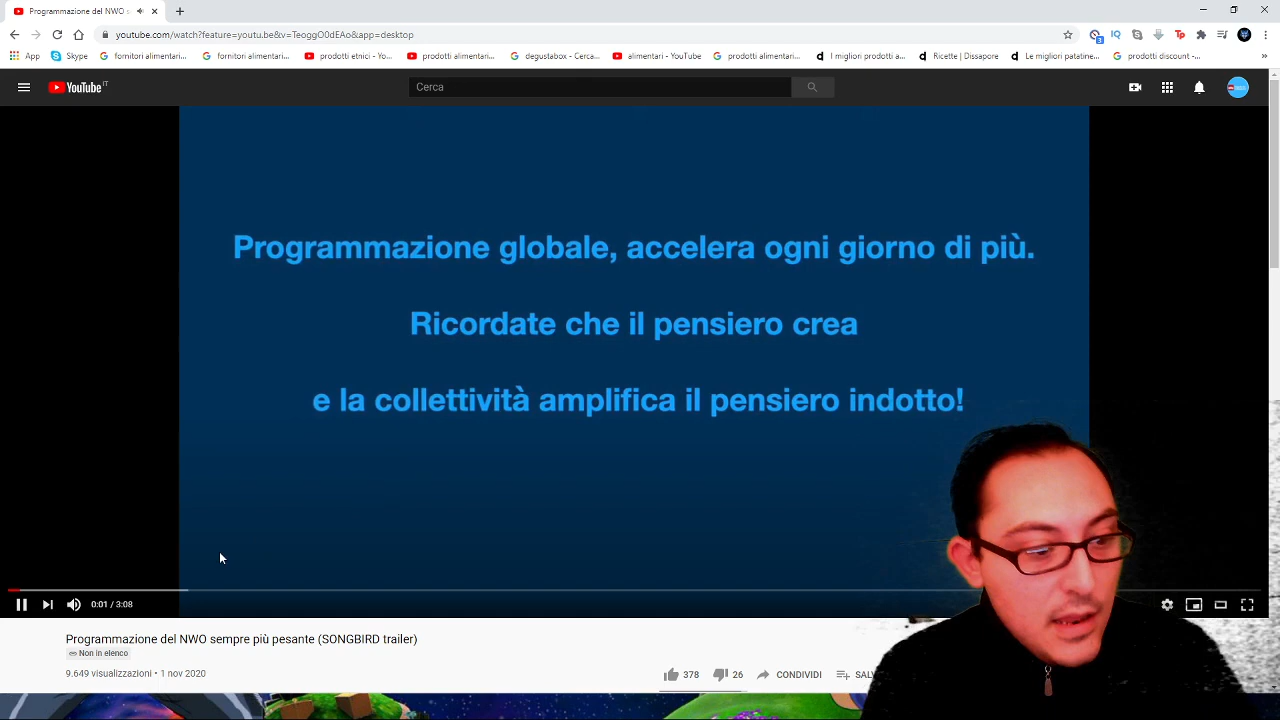 Programmazione del NWO s
youtube.com/watch?feature=youtu.be&v=TeoggO0dEAo&app=desktop
App Skype fornitori alimentari... fornitori alimentari... prodotti etnici - Yo... prodotti alimentari... degustabox - Cerca... alimentari - YouTube prodotti alimentari... I migliori prodotti a... Ricette | Dissapore Le migliori patatine... prodotti discount -...
YouTube IT
Cerca
Programmazione globale, accelera ogni giorno di più.
Ricordate che il pensiero crea
e la collettività amplifica il pensiero indotto!
0:01 / 3:08
Programmazione del NWO sempre più pesante (SONGBIRD trailer)
Non in elenco
9.649 visualizzazioni • 1 nov 2020
378 26 CONDIVIDI SAL